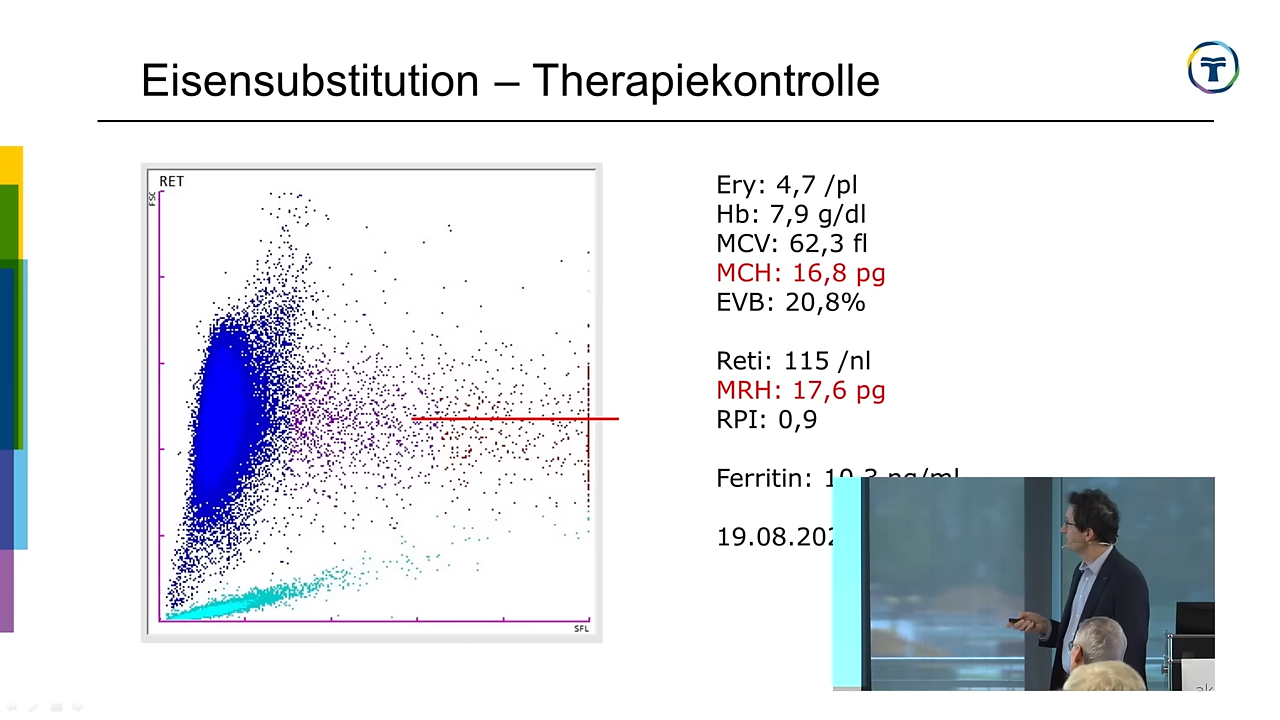 Eisensubstitution – Therapiekontrolle
RET
FSC
SFL
Ery: 4,7 /pl
Hb: 7,9 g/dl
MCV: 62,3 fl
MCH: 16,8 pg
EVB: 20,8%
Reti: 115 /nl
MRH: 17,6 pg
RPI: 0,9
Ferritin: 10,3 ng/ml
19.08.202
ak